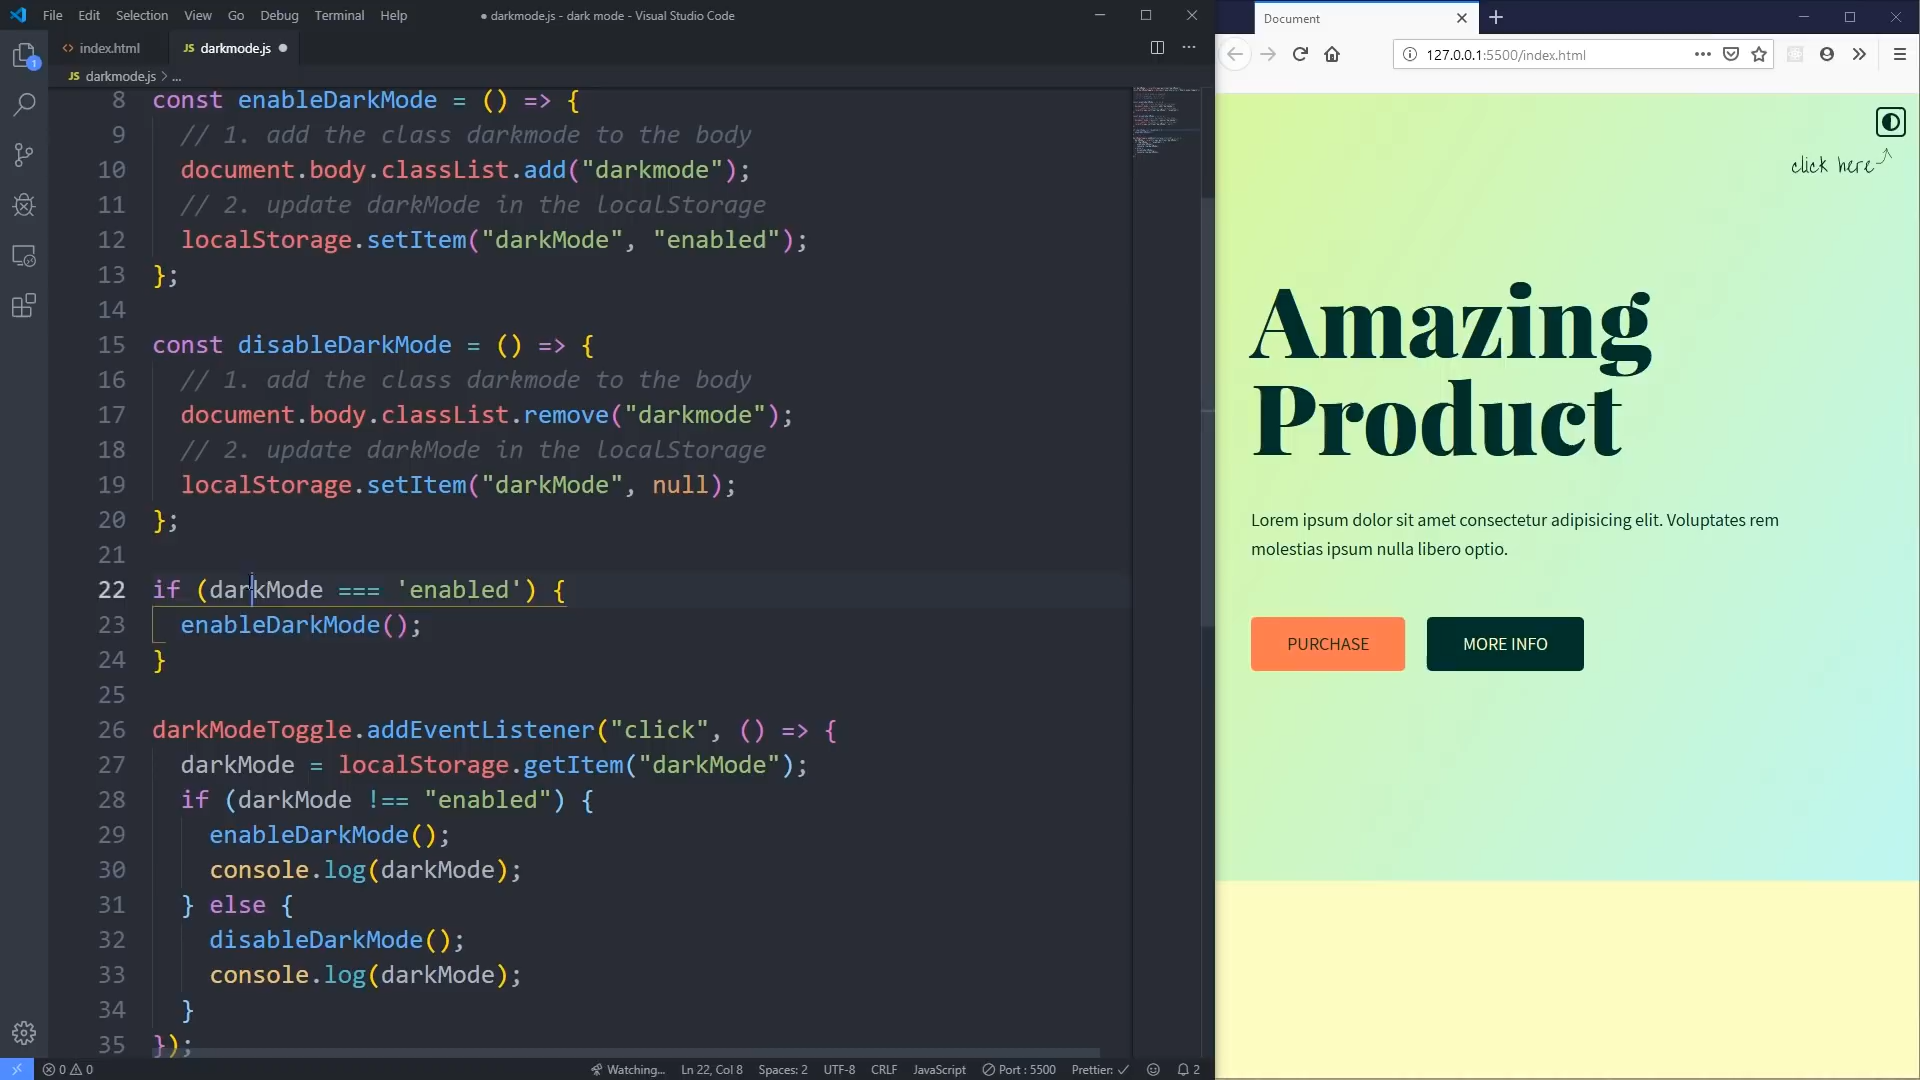 File Edit Selection View Go Debug Terminal Help
● darkmode.js - dark mode - Visual Studio Code
index.html
JS darkmode.js ●
JS darkmode.js > ...
8 const enableDarkMode = () => {
9 // 1. add the class darkmode to the body
10 document.body.classList.add("darkmode");
11 // 2. update darkMode in the localStorage
12 localStorage.setItem("darkMode", "enabled");
13 };
14
15 const disableDarkMode = () => {
16 // 1. add the class darkmode to the body
17 document.body.classList.remove("darkmode");
18 // 2. update darkMode in the localStorage
19 localStorage.setItem("darkMode", null);
20 };
21
22 if (darkMode === 'enabled') {
23 enableDarkMode();
24 }
25
26 darkModeToggle.addEventListener("click", () => {
27 darkMode = localStorage.getItem("darkMode");
28 if (darkMode !== "enabled") {
29 enableDarkMode();
30 console.log(darkMode);
31 } else {
32 disableDarkMode();
33 console.log(darkMode);
34 }
35 });
1
0 0
Watching...
Ln 22, Col 8
Spaces: 2
UTF-8
CRLF
JavaScript
Port : 5500
Prettier: ✓
2
Document
127.0.0.1:5500/index.html
click here
Amazing
Product
Lorem ipsum dolor sit amet consectetur adipisicing elit. Voluptates rem
molestias ipsum nulla libero optio.
PURCHASE
MORE INFO